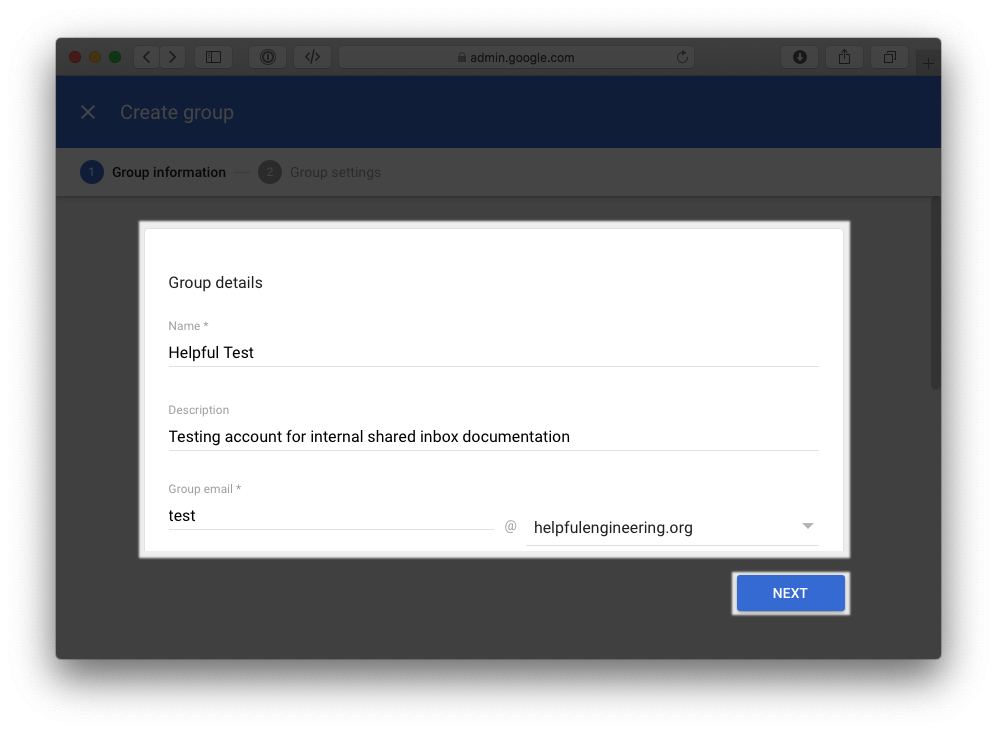 admin.google.com
Create group
1 Group information 2 Group settings
Group details
Name *
Helpful Test
Description
Testing account for internal shared inbox documentation
Group email *
test @ helpfulengineering.org
NEXT